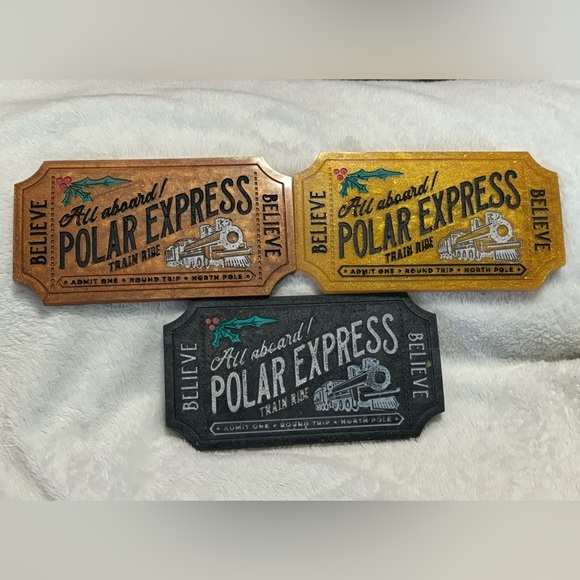 BELIEVE
All aboard!
POLAR EXPRESS
TRAIN RIDE
• ADMIT ONE • ROUND TRIP • NORTH POLE •
BELIEVE
BELIEVE
All aboard!
POLAR EXPRESS
TRAIN RIDE
• ADMIT ONE • ROUND TRIP • NORTH POLE •
BELIEVE
BELIEVE
All aboard!
POLAR EXPRESS
TRAIN RIDE
• ADMIT ONE • ROUND TRIP • NORTH POLE •
BELIEVE